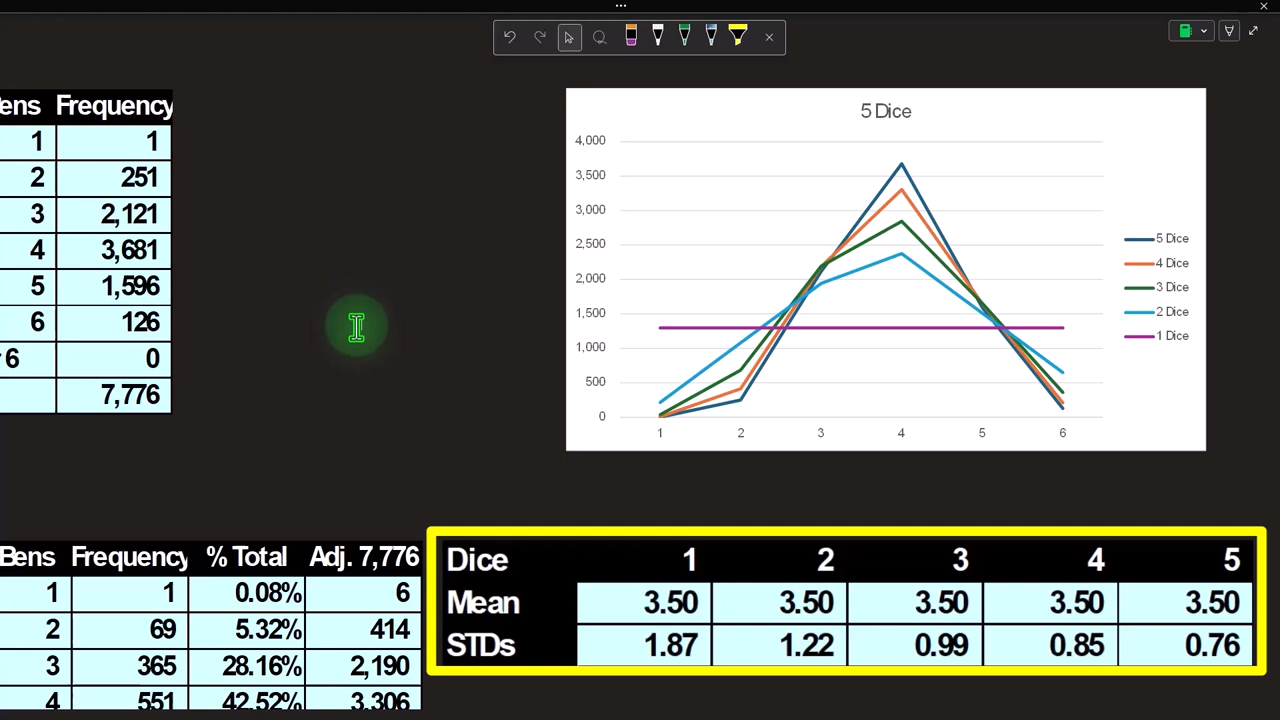 ens Frequency
1 1
2 251
3 2,121
4 3,681
5 1,596
6 126
6 0
7,776
5 Dice
4,000
3,500
3,000
2,500
2,000
1,500
1,000
500
0
1 2 3 4 5 6
5 Dice
4 Dice
3 Dice
2 Dice
1 Dice
Bens Frequency % Total Adj. 7,776
1 1 0.08% 6
2 69 5.32% 414
3 365 28.16% 2,190
4 551 42.52% 3,306
Dice 1 2 3 4 5
Mean 3.50 3.50 3.50 3.50 3.50
STDs 1.87 1.22 0.99 0.85 0.76